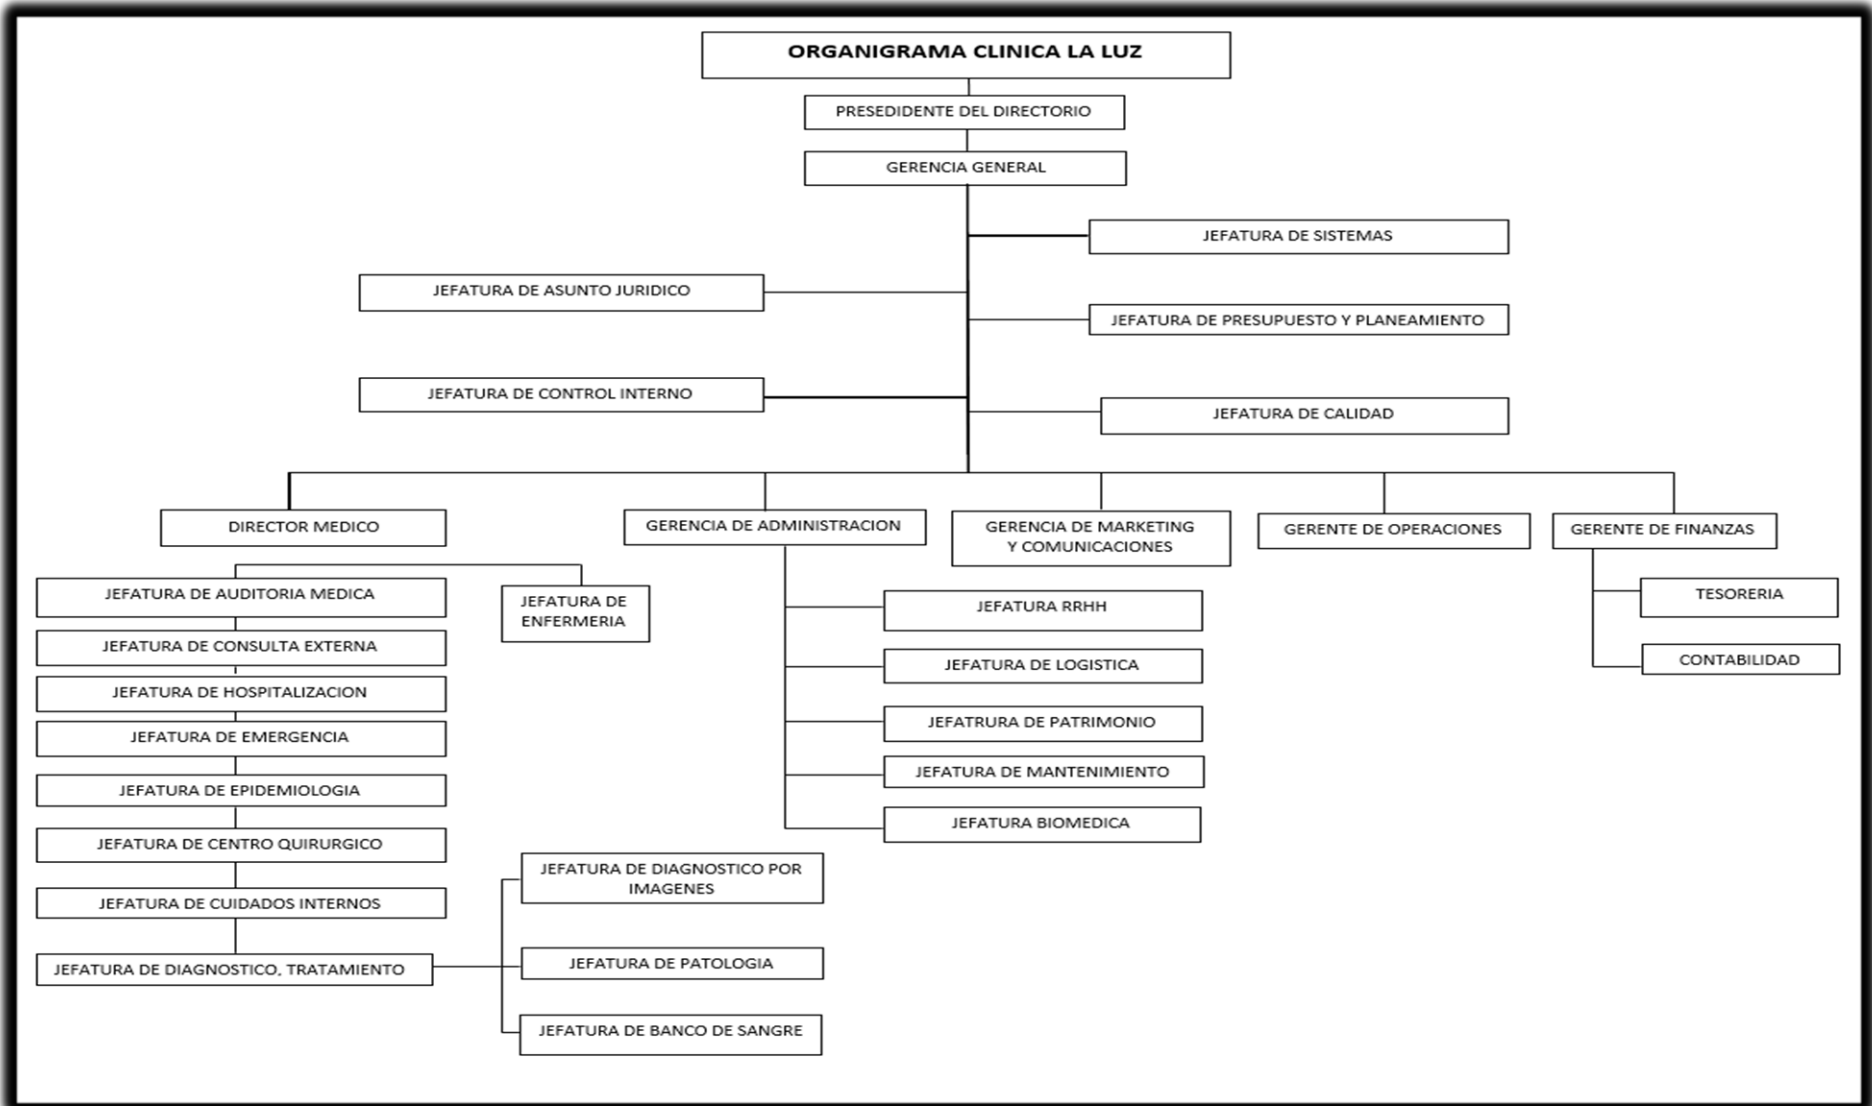 ORGANIGRAMA CLINICA LA LUZ
PRESEDIDENTE DEL DIRECTORIO
GERENCIA GENERAL
JEFATURA DE SISTEMAS
JEFATURA DE ASUNTO JURIDICO
JEFATURA DE PRESUPUESTO Y PLANEAMIENTO
JEFATURA DE CONTROL INTERNO
JEFATURA DE CALIDAD
DIRECTOR MEDICO
GERENCIA DE ADMINISTRACION
GERENCIA DE MARKETING
Y COMUNICACIONES
GERENTE DE OPERACIONES
GERENTE DE FINANZAS
JEFATURA DE AUDITORIA MEDICA
JEFATURA DE CONSULTA EXTERNA
JEFATURA DE HOSPITALIZACION
JEFATURA DE EMERGENCIA
JEFATURA DE EPIDEMIOLOGIA
JEFATURA DE CENTRO QUIRURGICO
JEFATURA DE CUIDADOS INTERNOS
JEFATURA DE DIAGNOSTICO, TRATAMIENTO
JEFATURA DE
ENFERMERIA
JEFATURA DE DIAGNOSTICO POR
IMAGENES
JEFATURA DE PATOLOGIA
JEFATURA DE BANCO DE SANGRE
JEFATURA RRHH
JEFATURA DE LOGISTICA
JEFATRURA DE PATRIMONIO
JEFATURA DE MANTENIMIENTO
JEFATURA BIOMEDICA
TESORERIA
CONTABILIDAD